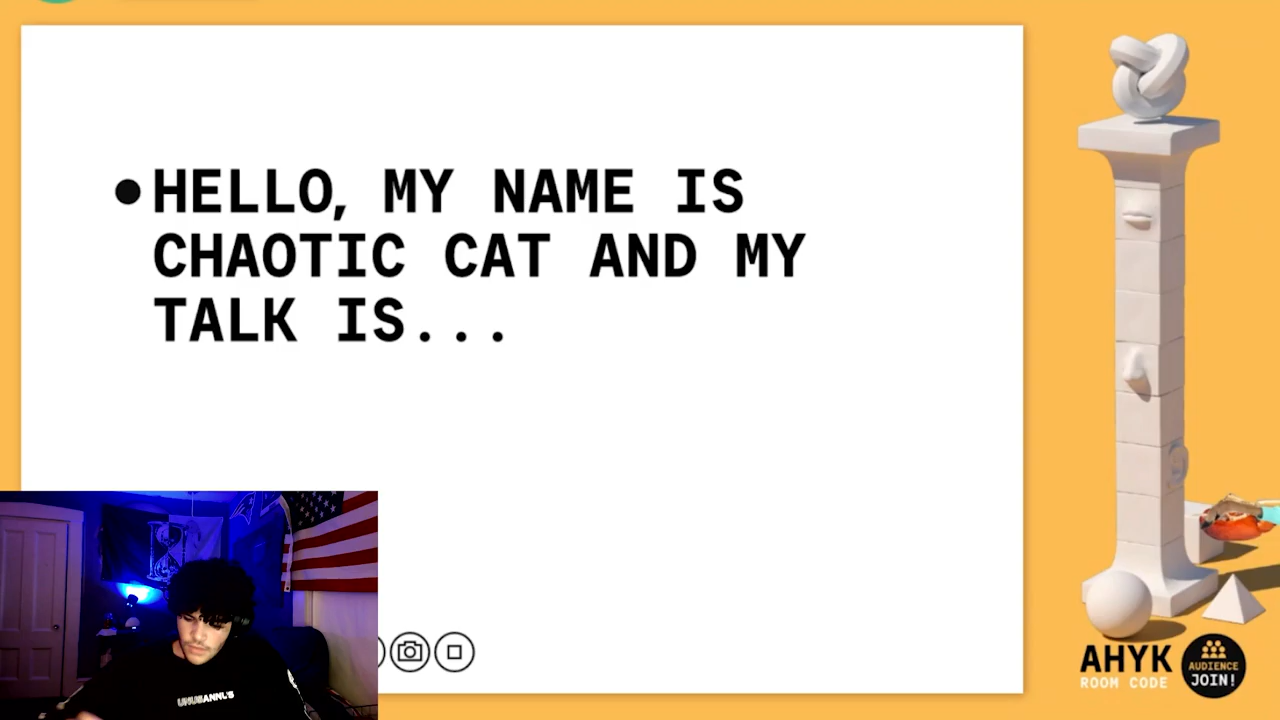 •HELLO, MY NAME IS
CHAOTIC CAT AND MY
TALK IS...
AHYK
ROOM CODE
AUDIENCE
JOIN!